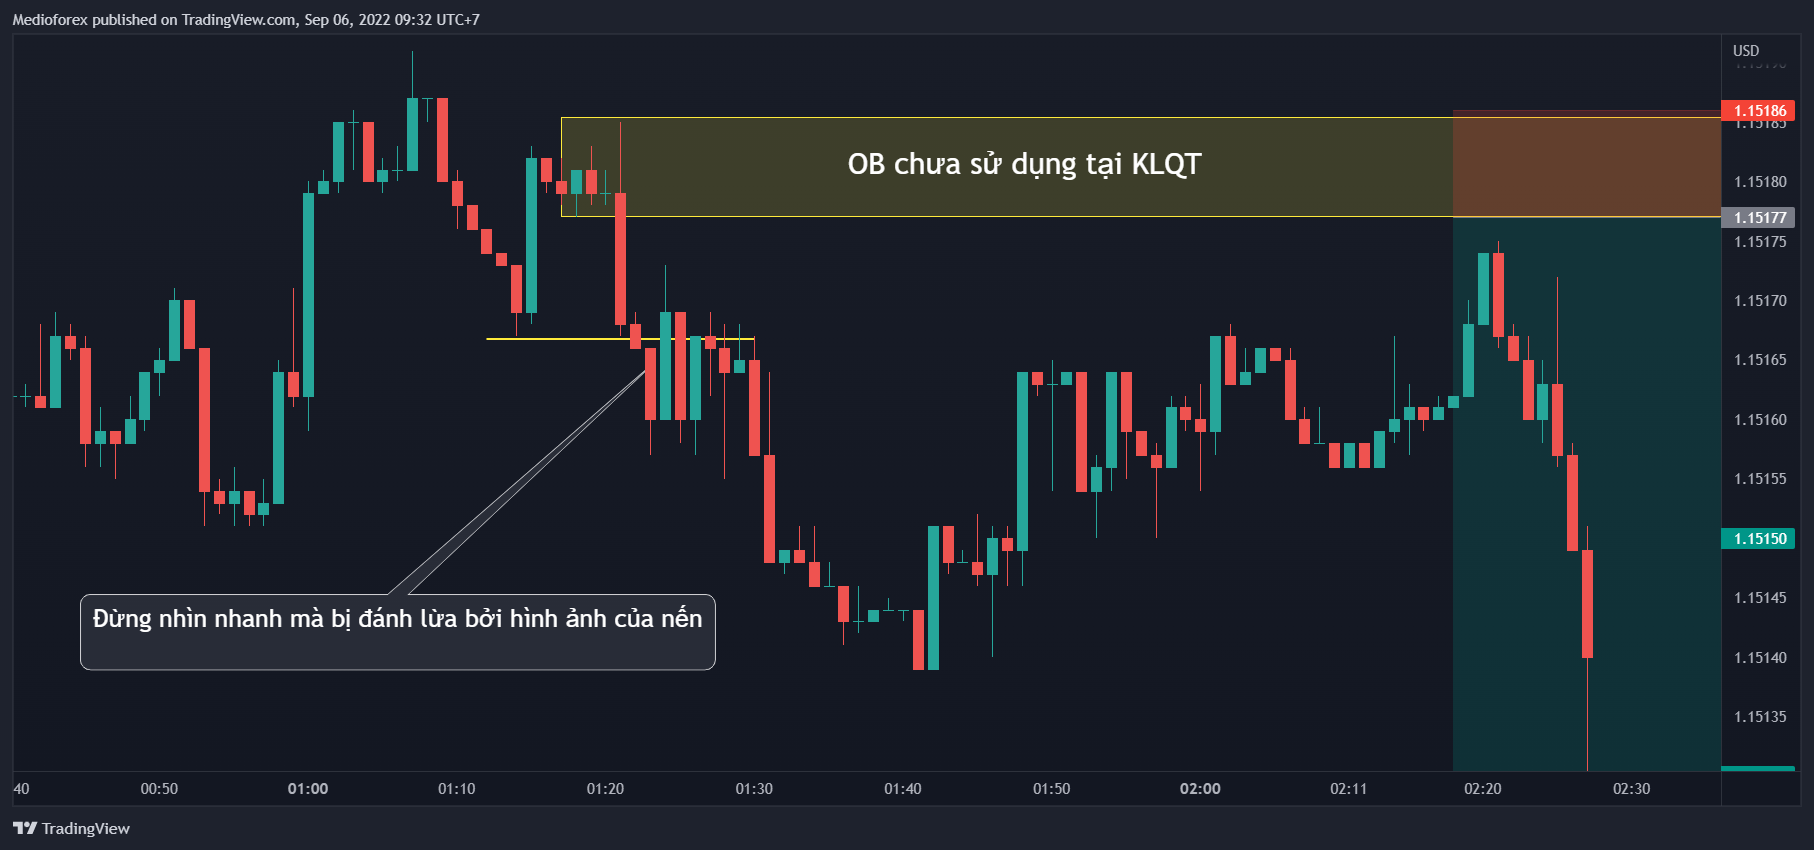 Medioforex published on TradingView.com, Sep 06, 2022 09:32 UTC+7
USD
1.15186
1.15185
OB chưa sử dụng tại KLQT
1.15180
1.15177
1.15175
1.15170
1.15165
1.15160
1.15155
1.15150
1.15145
Đừng nhìn nhanh mà bị đánh lừa bởi hình ảnh của nến
1.15140
1.15135
40 00:50 01:00 01:10 01:20 01:30 01:40 01:50 02:00 02:11 02:20 02:30
TradingView